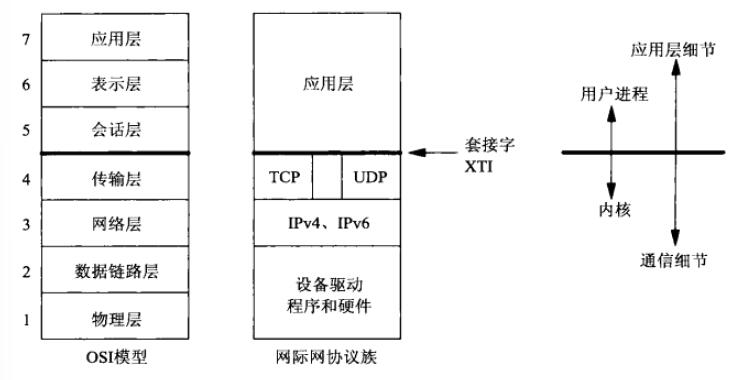 7
应用层
6
表示层
5
会话层
4
传输层
3
网络层
2
数据链路层
1
物理层
OSI模型
应用层
TCP
UDP
IPv4、IPv6
设备驱动
程序和硬件
网际网协议族
套接字
XTI
应用层细节
用户进程
内核
通信细节